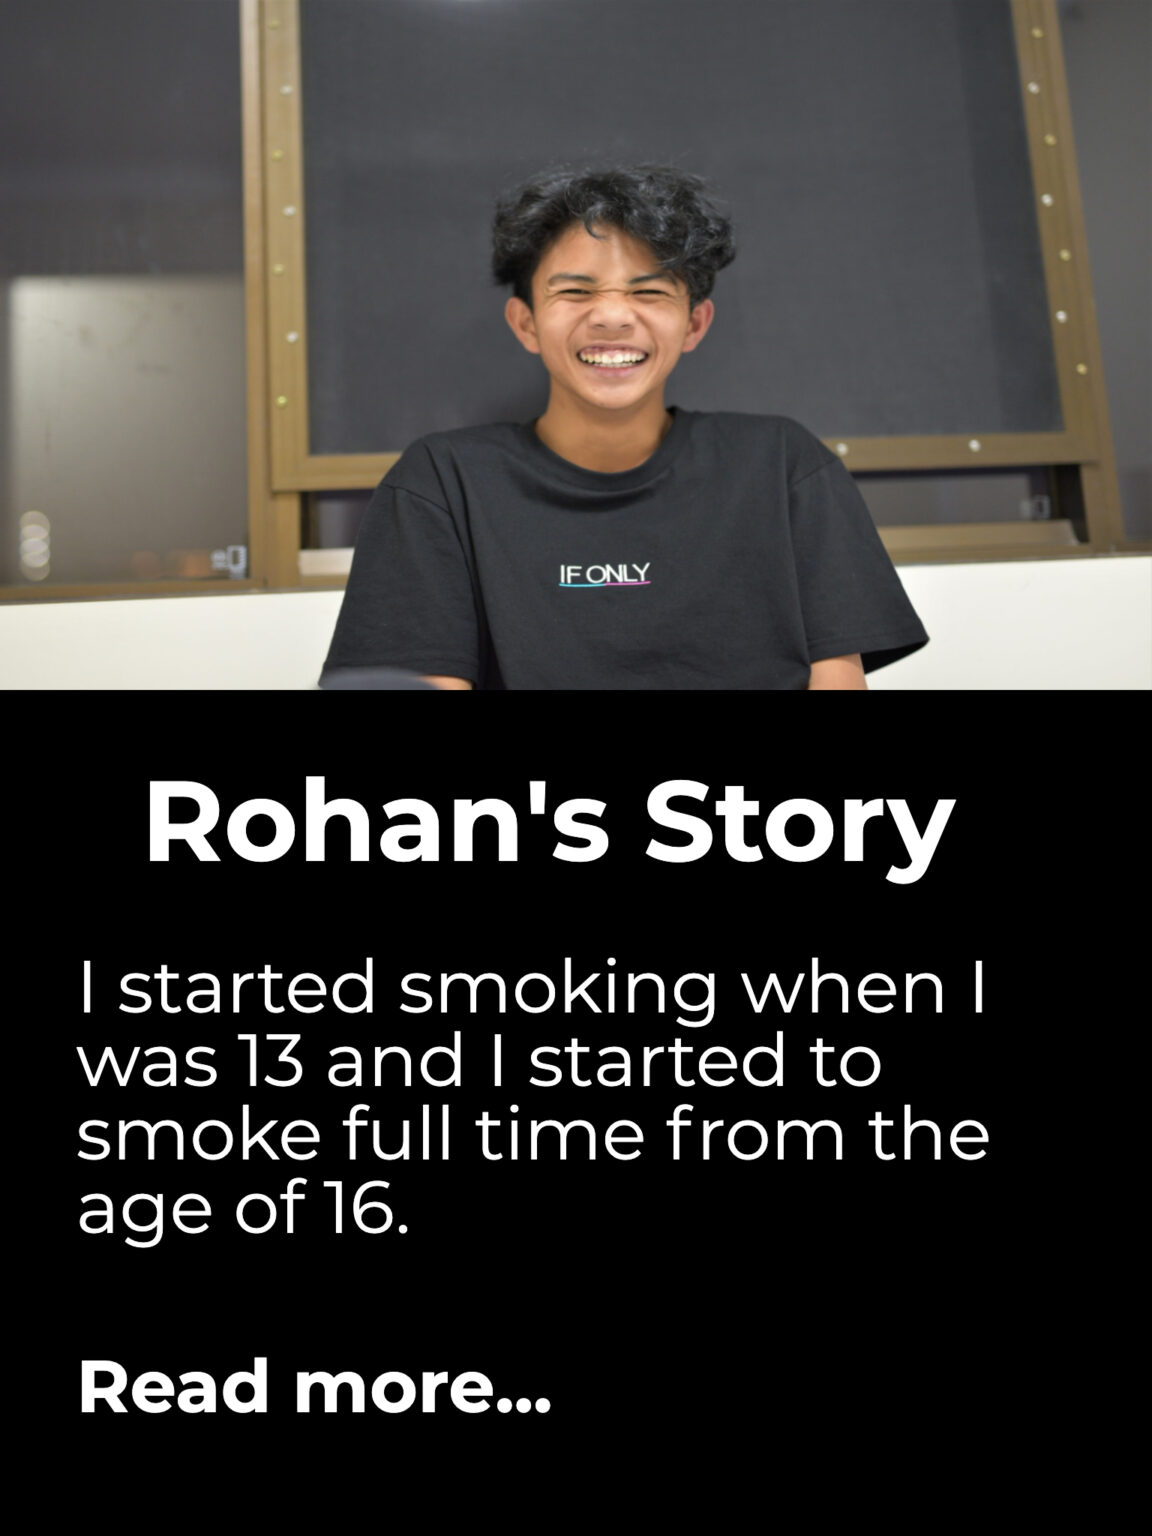 IF ONLY
Rohan's Story
I started smoking when I
was 13 and I started to
smoke full time from the
age of 16.
Read more...